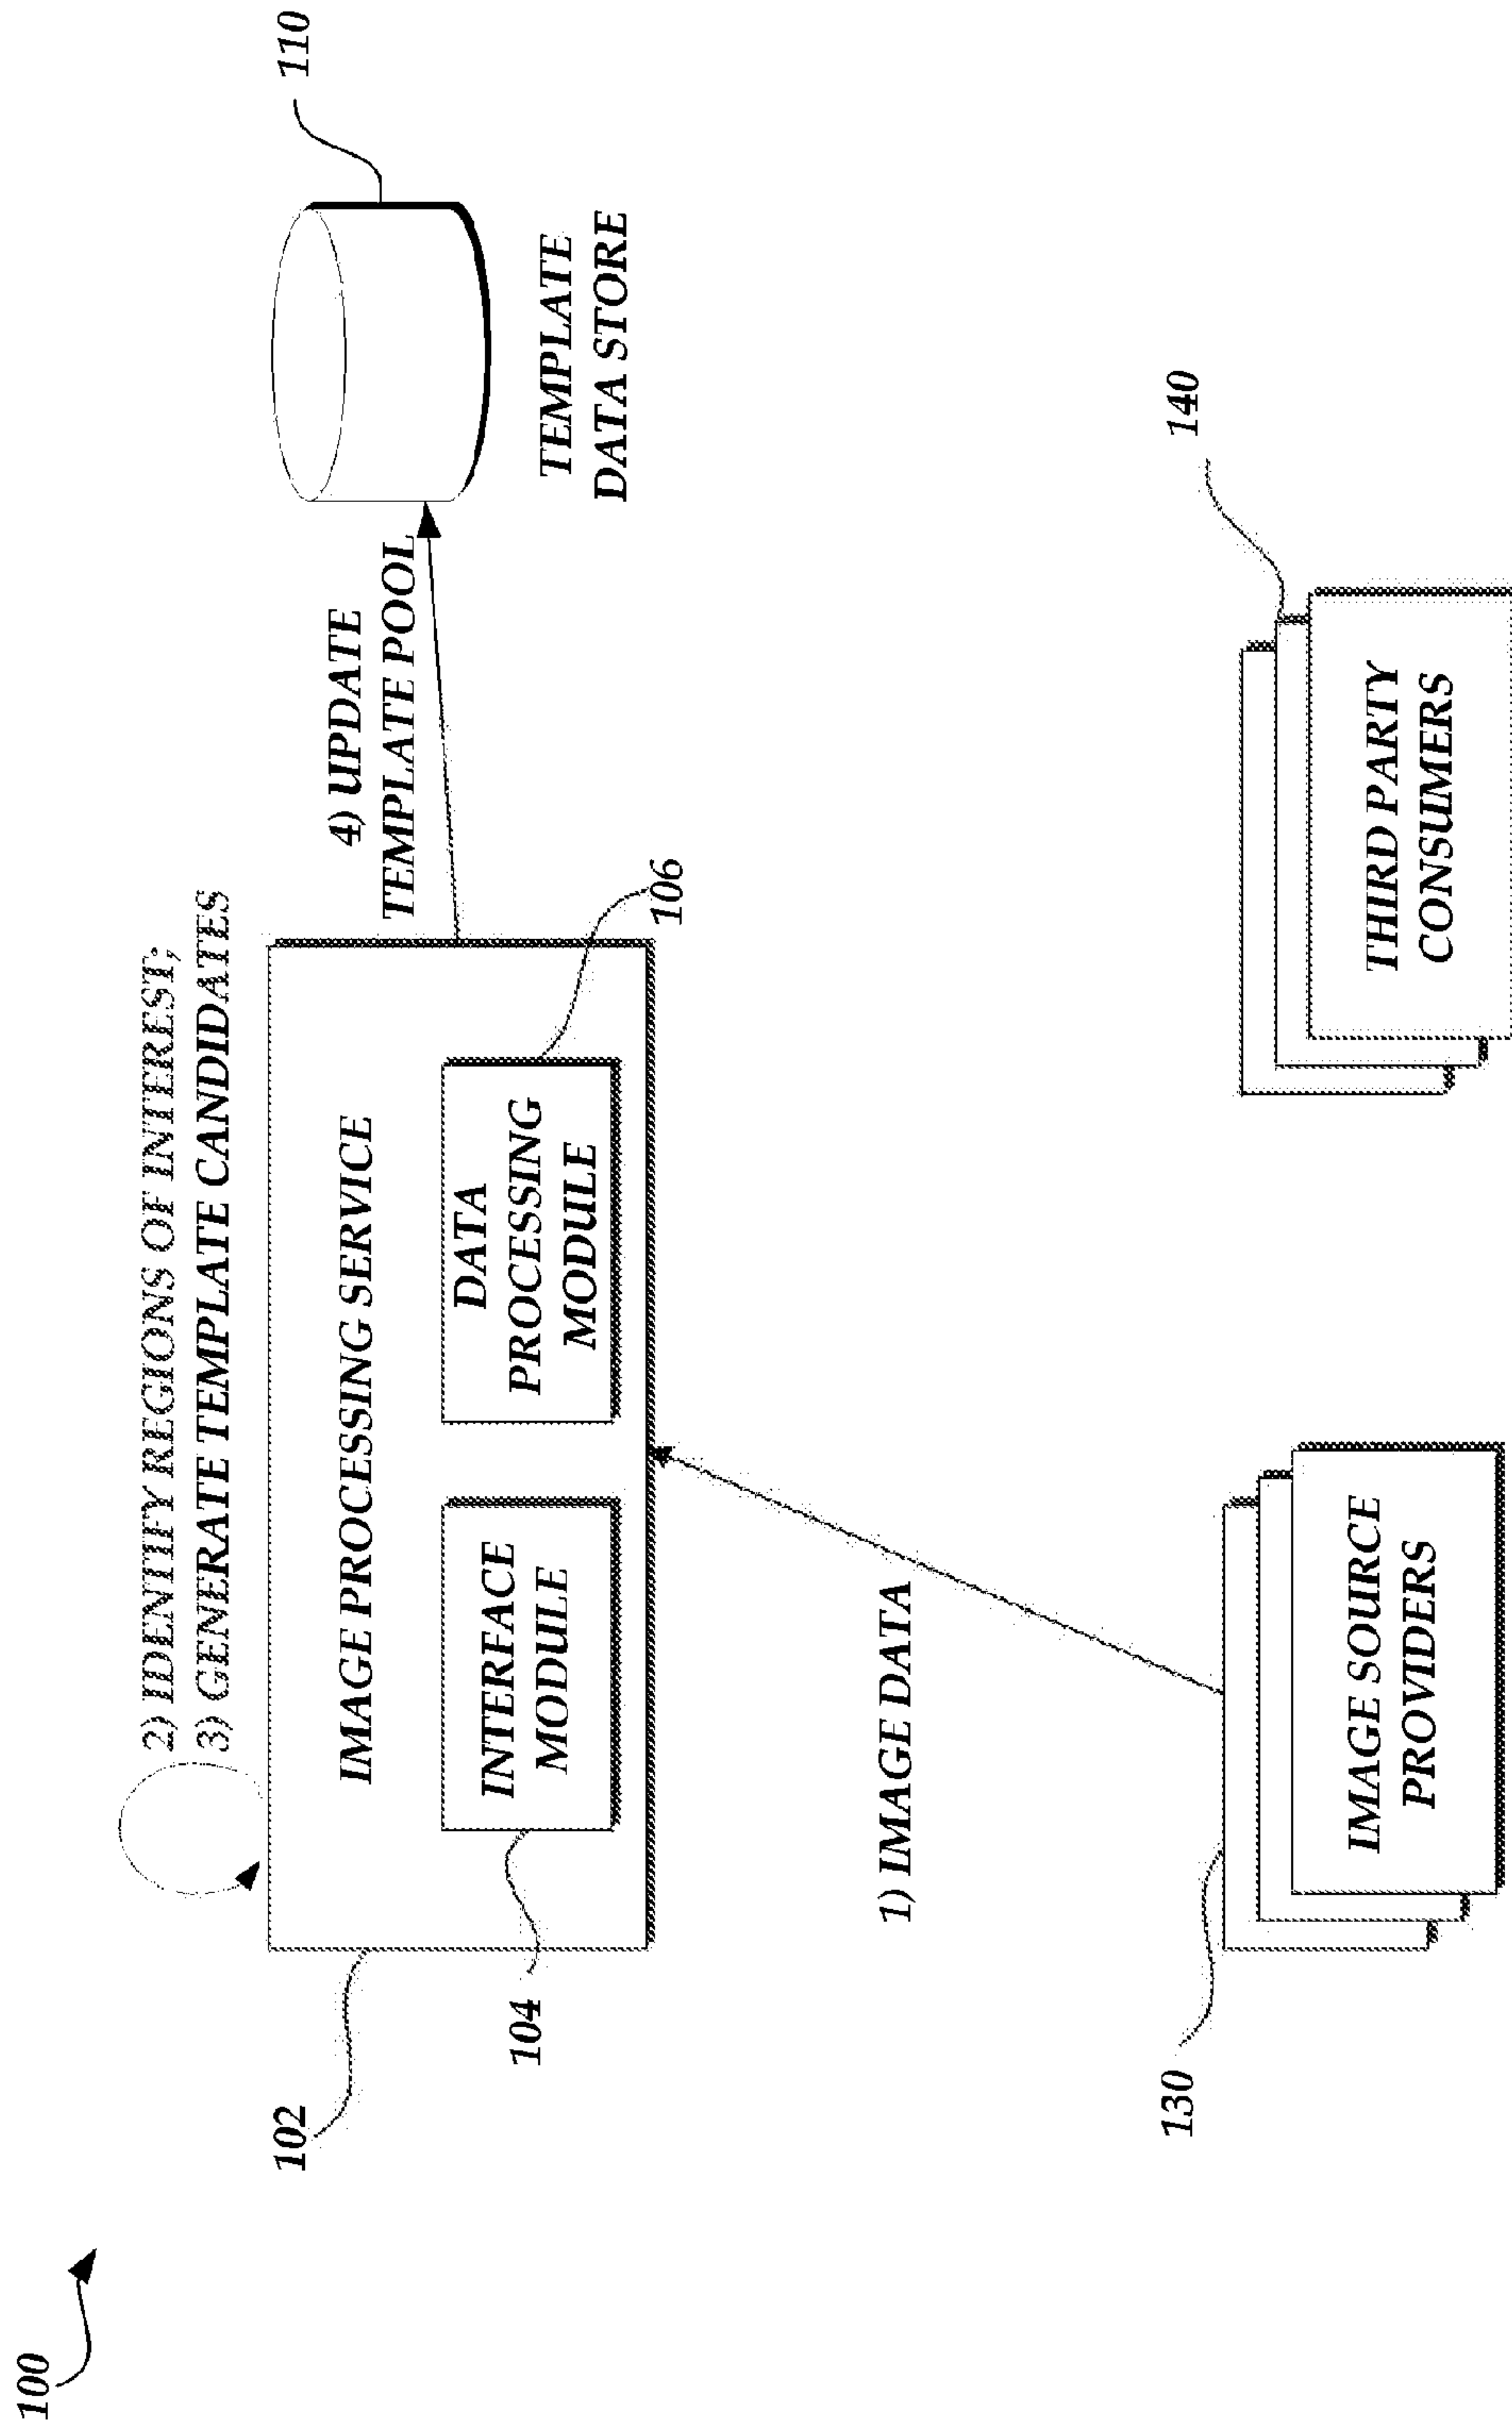 100
2) IDENTIFY REGIONS OF INTEREST;
3) GENERATE TEMPLATE CANDIDATES
102
IMAGE PROCESSING SERVICE
104
INTERFACE
MODULE
DATA
PROCESSING
MODULE
106
4) UPDATE
TEMPLATE POOL
110
TEMPLATE
DATA STORE
1) IMAGE DATA
130
IMAGE SOURCE
PROVIDERS
140
THIRD PARTY
CONSUMERS